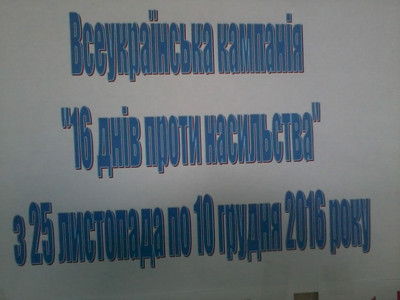 Всеукраїнська кампанія
"16 днів проти насильства"
з 25 листопада по 10 грудня 2016 року